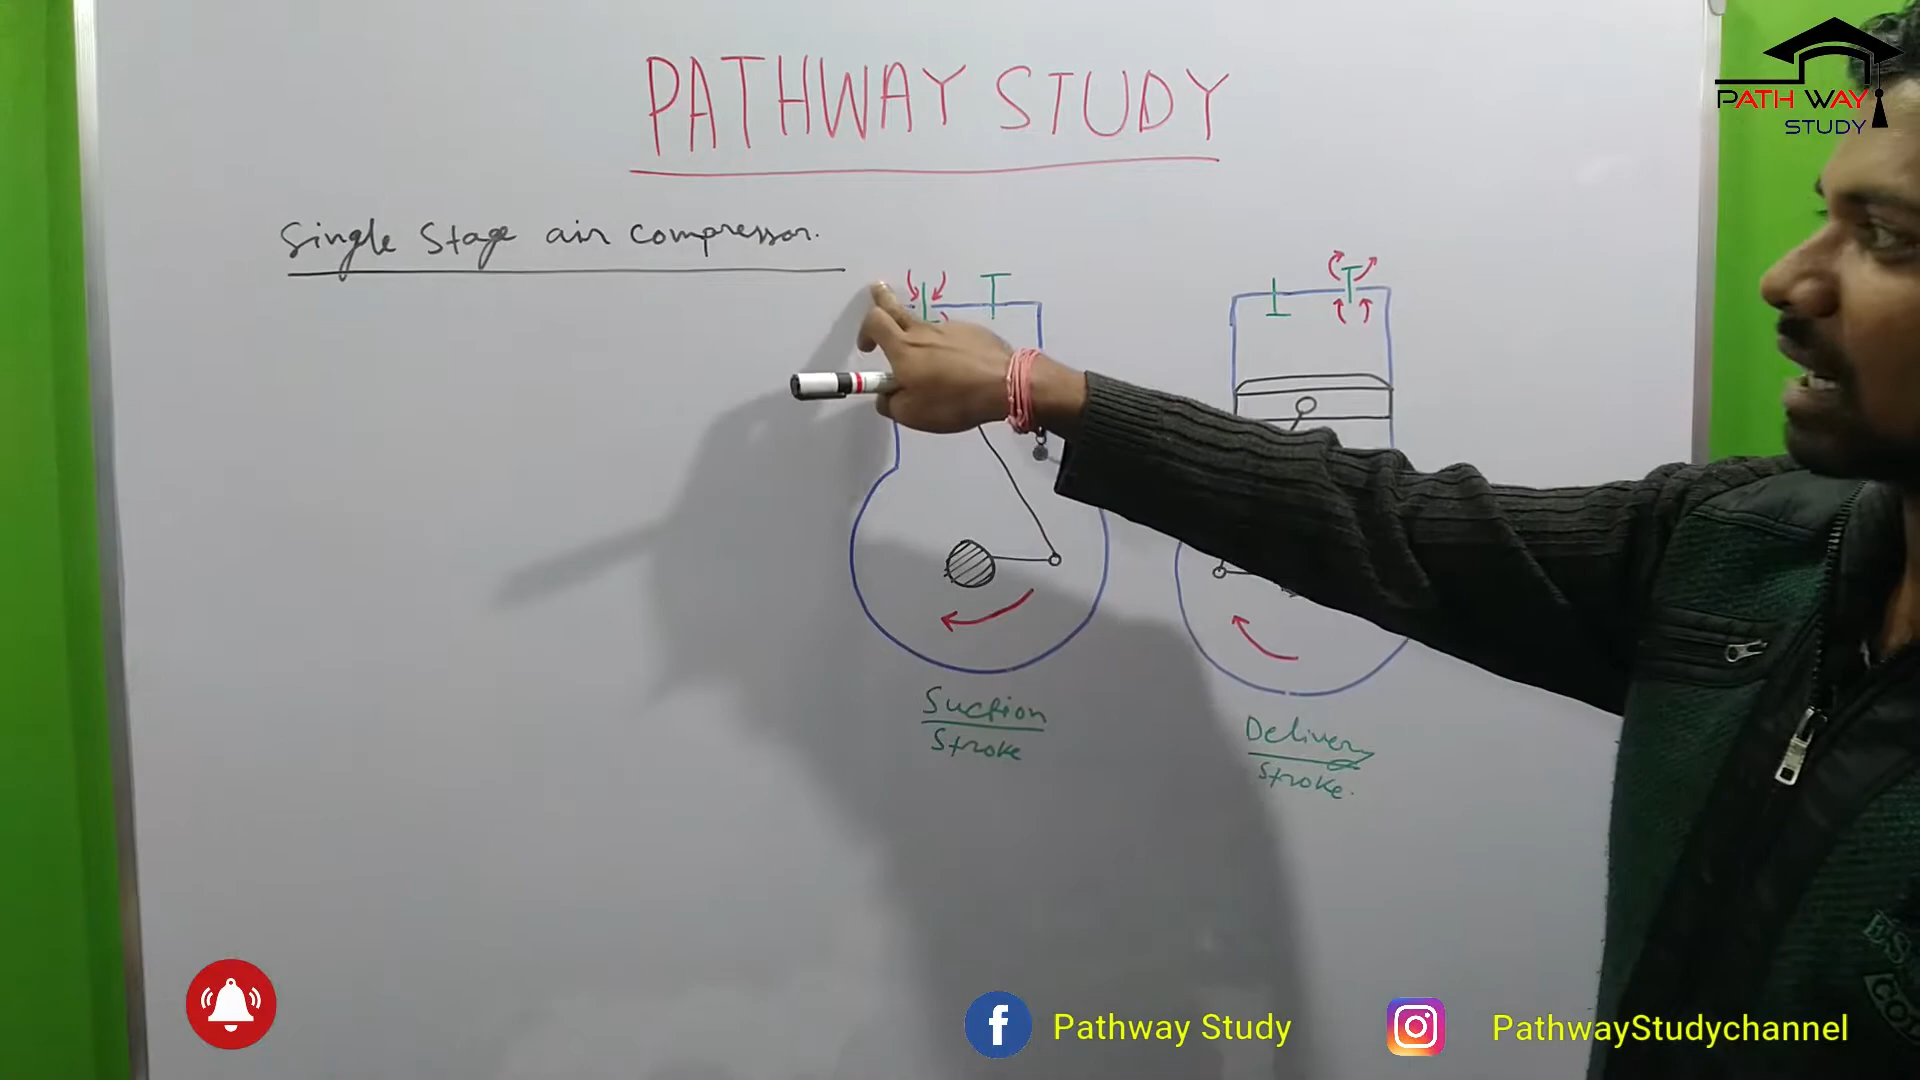 PATHWAY STUDY
PATH WAY
STUDY
Single Stage air compressor.
Suction
Stroke
Delivery
Stroke.
Pathway Study
PathwayStudychannel